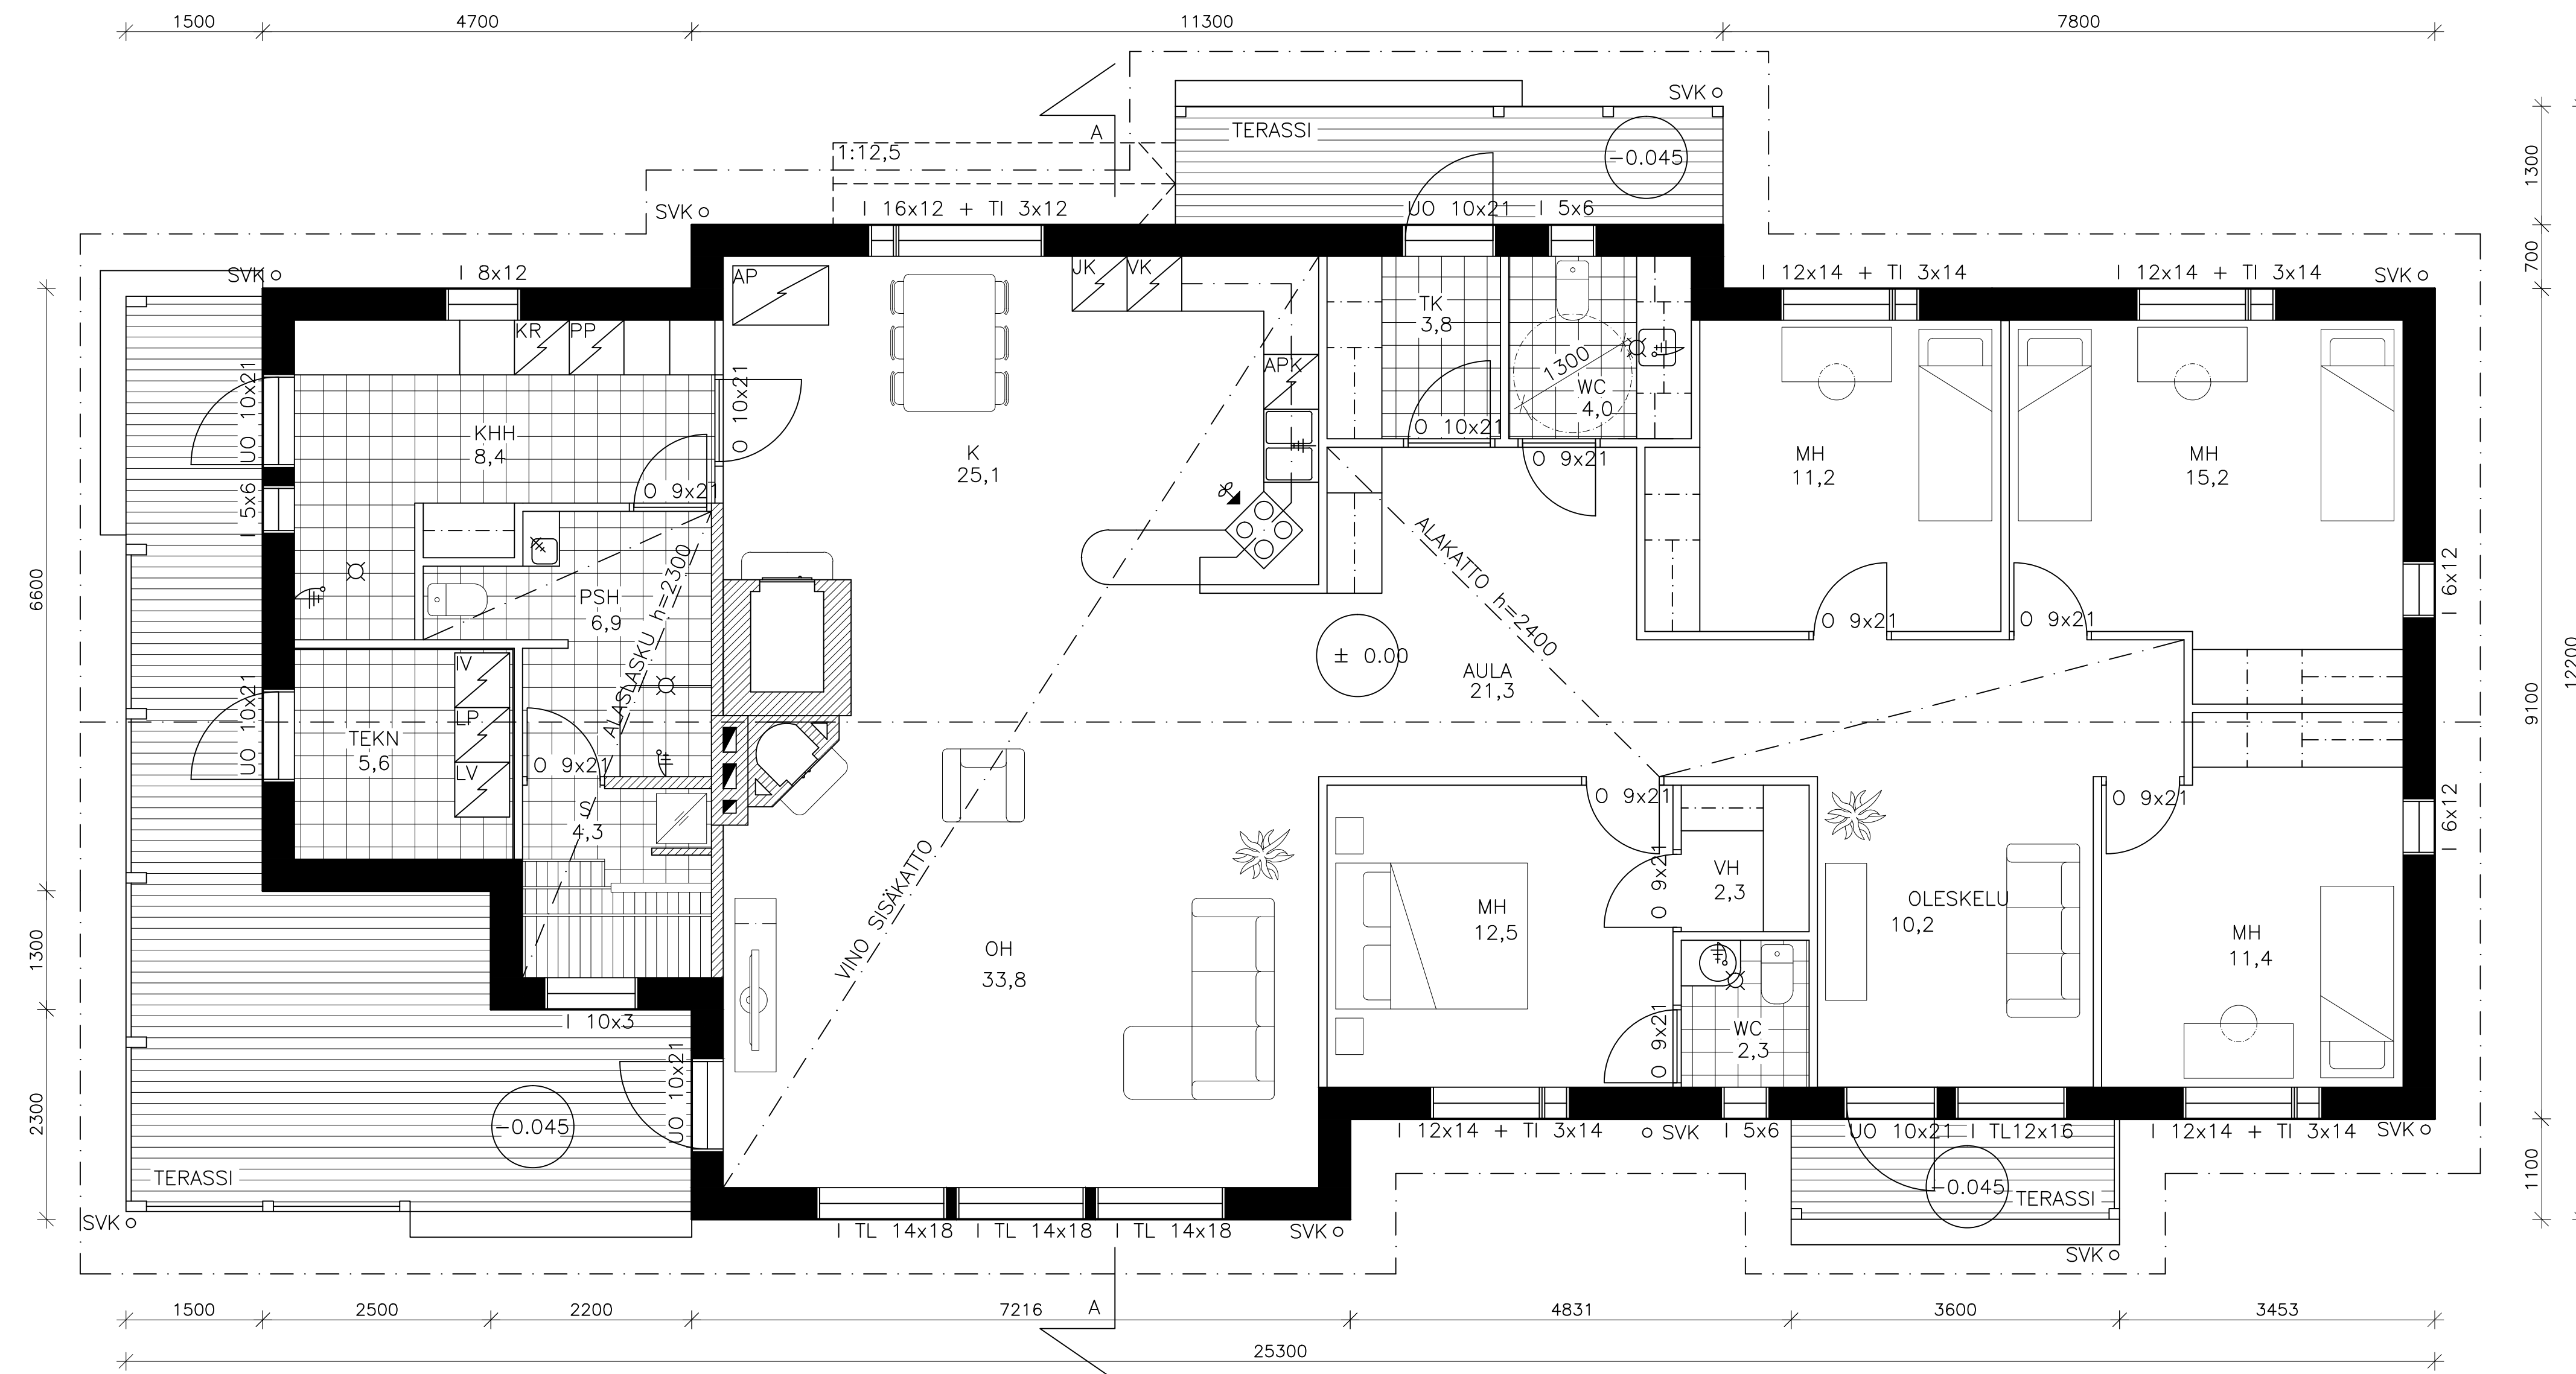 1500 4700 11300 7800
SVK
TERASSI
-0.045
A
1:12,5
1300
SVK
I 16x12 + TI 3x12
UO 10x21
I 5x6
700
SVK
I 8x12
I 12x14 + TI 3x14
I 12x14 + TI 3x14
SVK
AP
JK
VK
TK
3,8
KR
PP
APK
1300
WC
4,0
UO 10x21
O 10x21
O 10x21
KHH
8,4
K
25,1
O 9x21
MH
11,2
MH
15,2
I 5x6
O 9x21
ALAKATTO h=2400
I 6x12
6600
PSH
6,9
ALASLASKU h=2300
O 9x21
O 9x21
± 0.00
AULA
21,3
IV
UO 10x21
TEKN
5,6
LP
LV
O 9x21
9100
12200
O 9x21
O 9x21
I 6x12
S
4,3
VINO SISÄKATTO
O 9x21
VH
2,3
OLESKELU
10,2
MH
12,5
MH
11,4
1300
OH
33,8
I 10x3
O 9x21
WC
2,3
UO 10x21
2300
-0.045
TERASSI
I 12x14 + TI 3x14
SVK
I 5x6
UO 10x21
I TL12x16
I 12x14 + TI 3x14
SVK
1100
-0.045
TERASSI
SVK
I TL 14x18
I TL 14x18
I TL 14x18
SVK
SVK
1500 2500 2200 7216 A 4831 3600 3453
25300